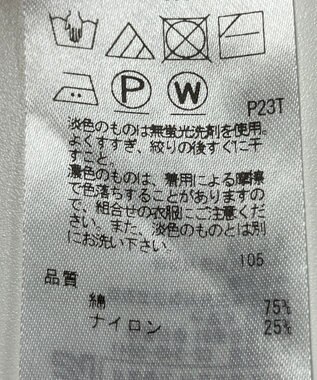 P
W
P23T
淡色のものは無蛍光洗剤を使用。
よくすすぎ、絞りの後すぐに干
すこと。
濃色のものは、着用による摩擦
で色落ちすることがありますの
で、組合せの衣服にご注意くだ
さい。また、淡色のものとは別
にお洗い下さい。
105
品質
綿 75%
ナイロン 25%